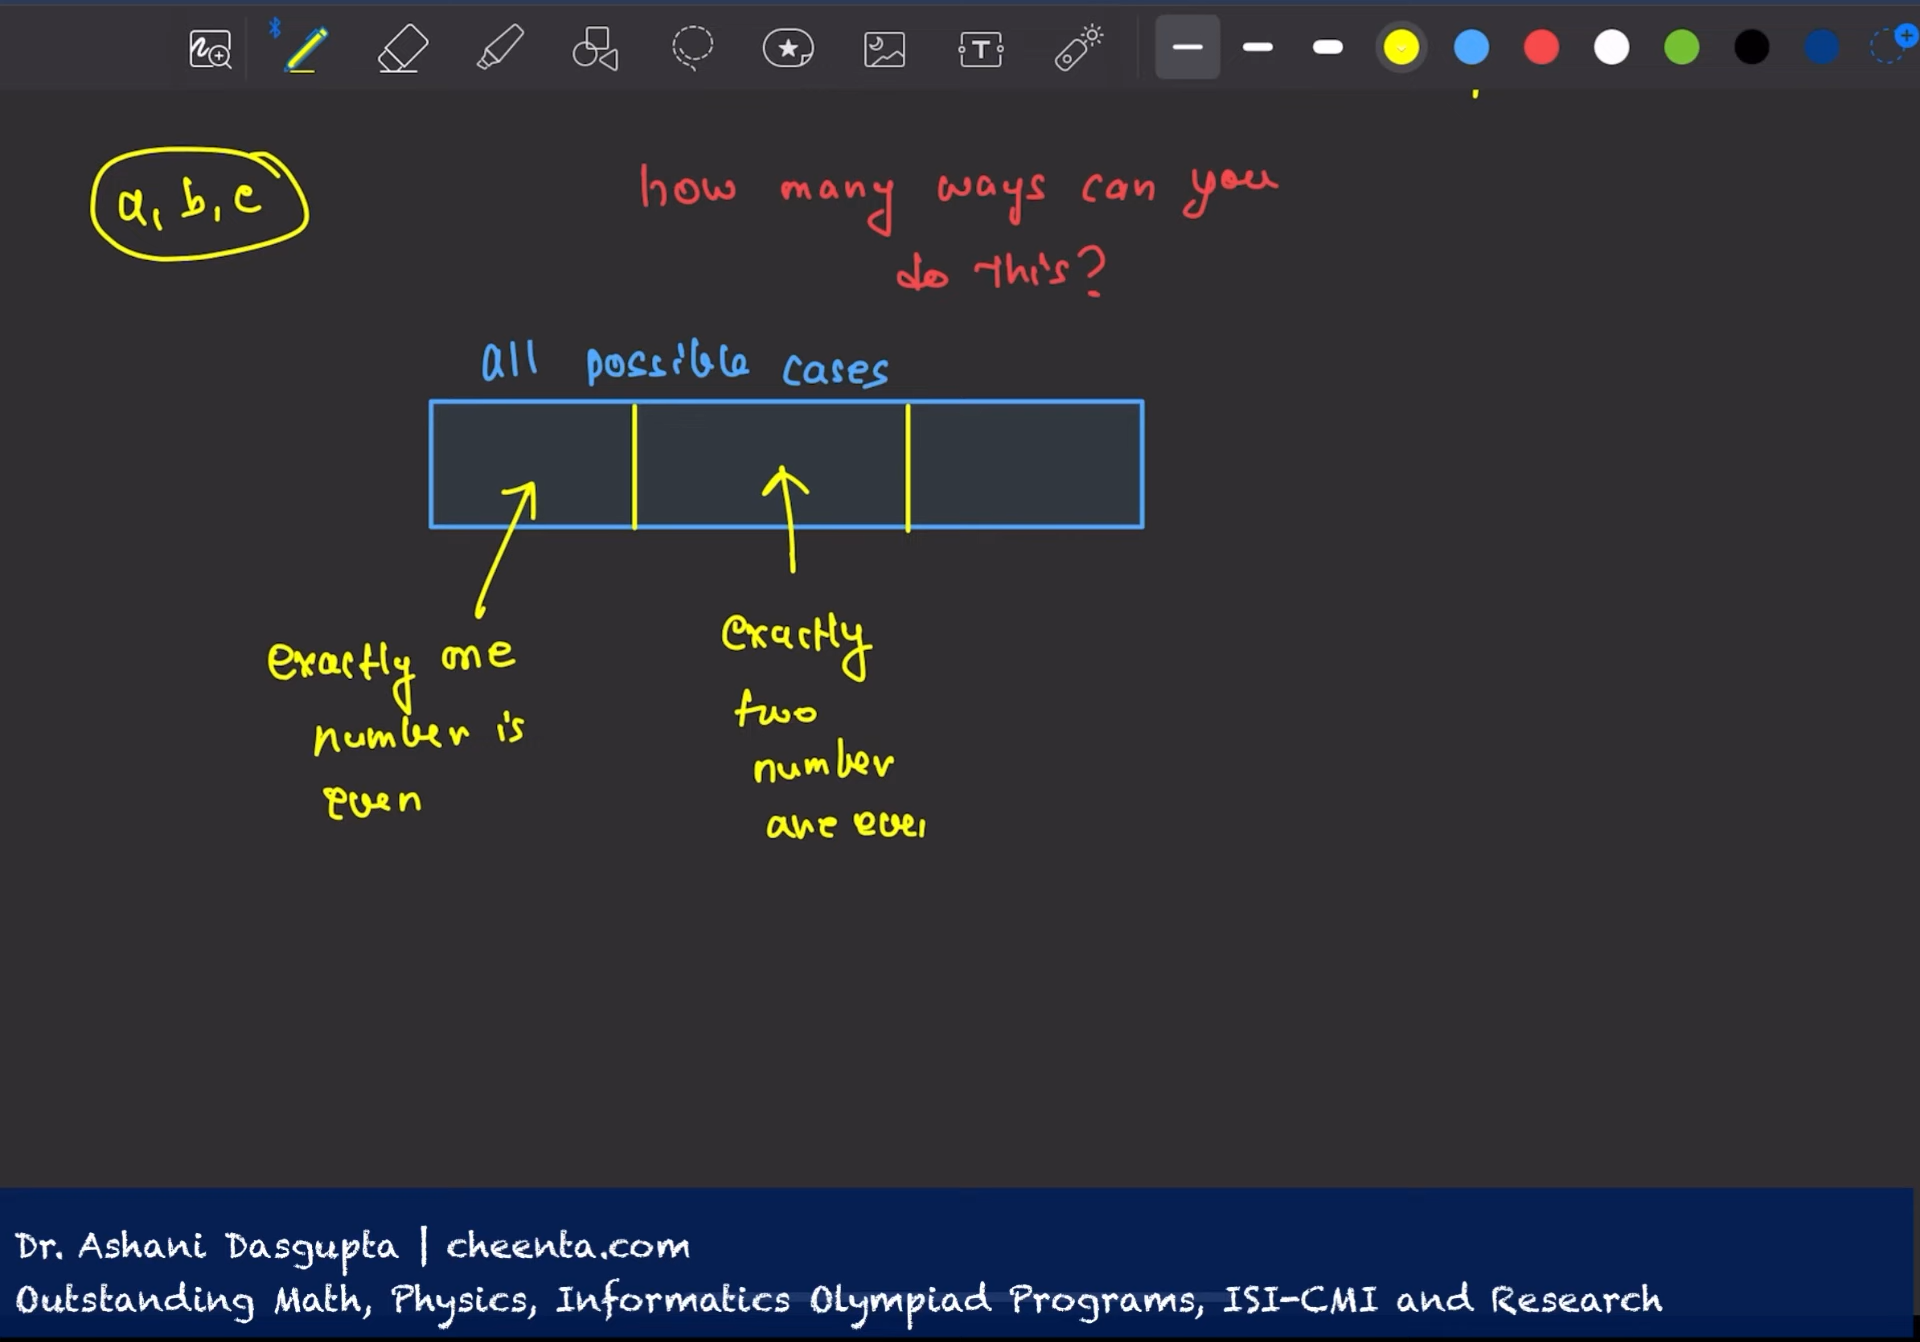 a, b, c
how many ways can you
do this?
all possible cases
exactly one
number is
even
exactly
two
number
are even
Dr. Ashani Dasgupta | cheenta.com
Outstanding Math, Physics, Informatics Olympiad Programs, ISI-CMI and Research